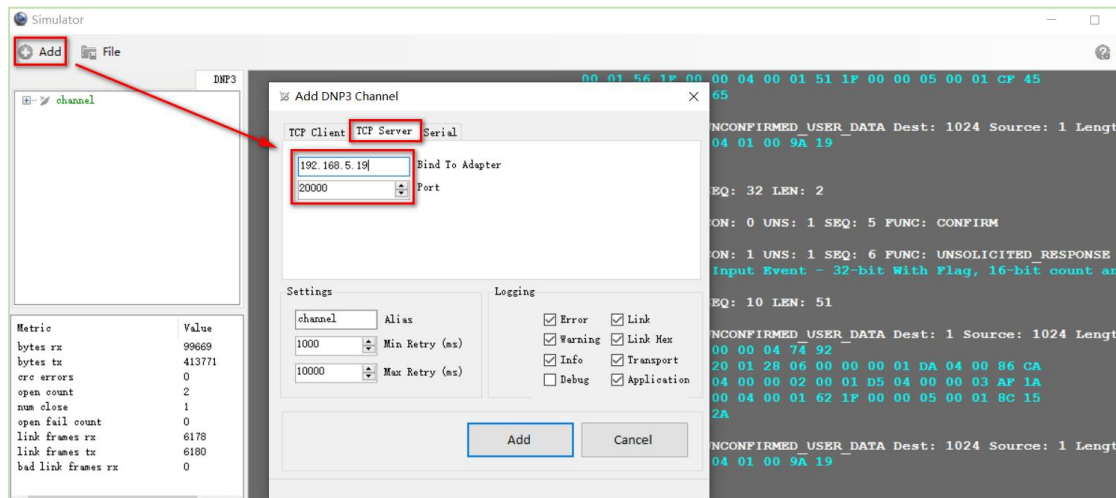 Simulator
Add File
DNP3
channel
Metric Value
bytes rx 99669
bytes tx 413771
crc errors 0
open count 2
num close 1
open fail count 0
link frames rx 6178
link frames tx 6180
bad link frames rx 0
Add DNP3 Channel
TCP Client TCP Server Serial
192.168.5.19 Bind To Adapter
20000 Port
Settings
channel Alias
1000 Min Retry (ms)
10000 Max Retry (ms)
Logging
Error Link
Warning Link Hex
Info Transport
Debug Application
Add Cancel
00 01 56 1F 00 00 04 00 01 51 1F 00 00 05 00 01 CF 45
65
NCONFIRMED_USER_DATA Dest: 1024 Source: 1 Lengt
04 01 00 9A 19
EQ: 32 LEN: 2
ON: 0 UNS: 1 SEQ: 5 FUNC: CONFIRM
ON: 1 UNS: 1 SEQ: 6 FUNC: UNSOLICITED_RESPONSE
Input Event - 32-bit With Flag, 16-bit count an
EQ: 10 LEN: 51
NCONFIRMED_USER_DATA Dest: 1 Source: 1024 Lengt
00 00 04 74 92
20 01 28 06 00 00 00 01 DA 04 00 86 CA
04 00 00 02 00 01 D5 04 00 00 03 AF 1A
00 04 00 01 62 1F 00 00 05 00 01 8C 15
2A
NCONFIRMED_USER_DATA Dest: 1024 Source: 1 Lengt
04 01 00 9A 19